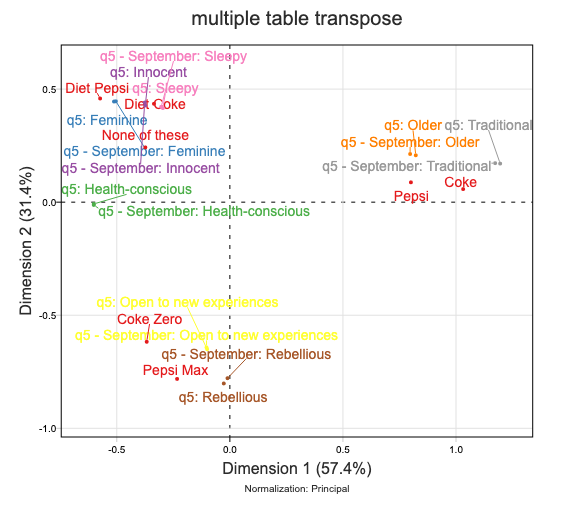 multiple table transpose
q5 - September: Sleepy
q5: Innocent
Diet Pepsi
q5: Sleepy
Diet Coke
q5: Feminine
None of these
q5 - September: Feminine
q5 - September: Innocent
q5: Health-conscious
q5 - September: Health-conscious
q5: Older
q5: Traditional
q5 - September: Older
q5 - September: Traditional
Coke
Pepsi
q5: Open to new experiences
Coke Zero
q5 - September: Open to new experiences
q5 - September: Rebellious
Pepsi Max
q5: Rebellious
0.5
0.0
-0.5
-1.0
Dimension 2 (31.4%)
-0.5
0.0
0.5
1.0
Dimension 1 (57.4%)
Normalization: Principal